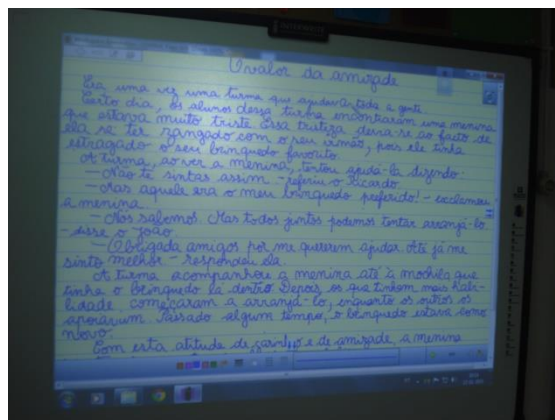 O valor da amizade
Era uma vez uma turma que ajudava toda a gente.
Certo dia, os alunos dessa turma encontraram uma menina
que estava muito triste. Essa tristeza devia-se ao facto de
ela se ter zangado com o seu irmão, pois ele tinha
estragado o seu brinquedo favorito.
A turma, ao ver a menina, tentou ajudá-la dizendo:
— Não te sintas assim - referiu o Ricardo.
— Mas aquele era o meu brinquedo preferido! - exclamou
a menina.
— Nós sabemos. Mas todos juntos podemos tentar arranjá-lo.
- disse o João.
— Obrigada amigos por me quererem ajudar. Até já me
sinto melhor - respondeu ela.
A turma acompanhou a menina até à mochila que
tinha o brinquedo lá dentro. Depois os que tinham mais habi-
lidade começaram a arranjá-lo, enquanto os outros os
apoiavam. Passado algum tempo, o brinquedo estava como
novo.
Com esta atitude de carinho e de amizade, a menina